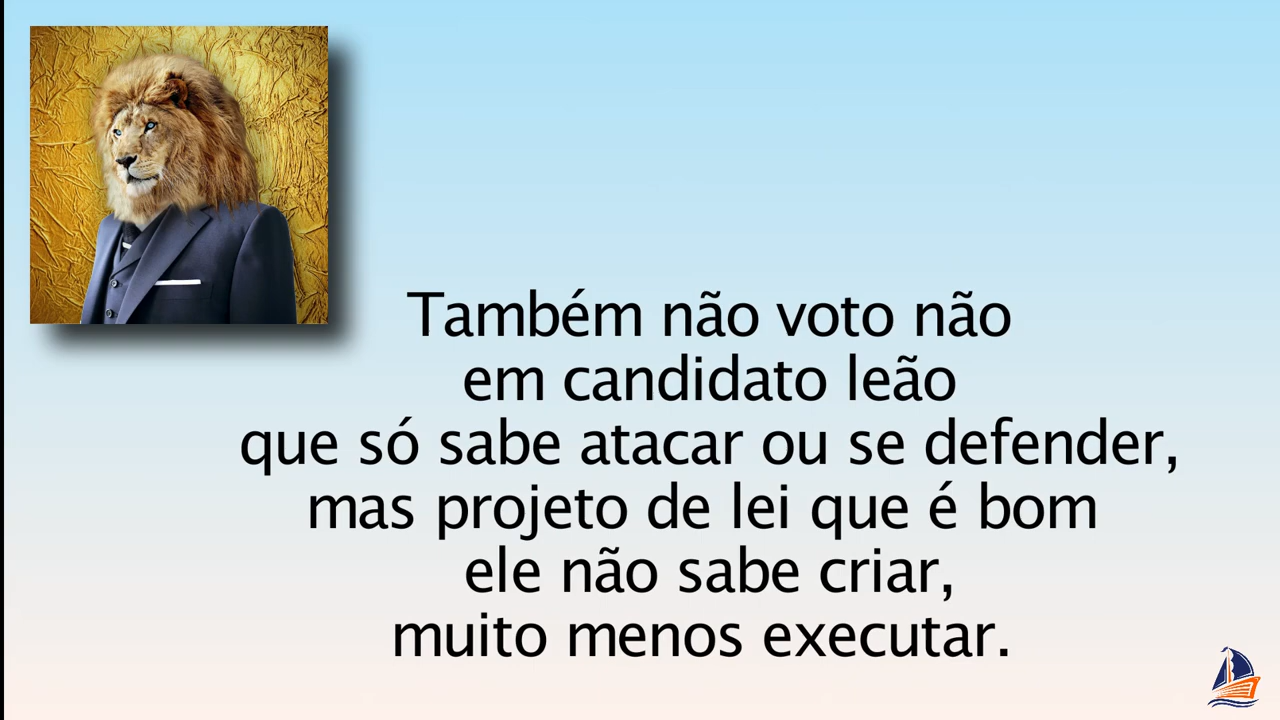 Também não voto não
em candidato leão
que só sabe atacar ou se defender,
mas projeto de lei que é bom
ele não sabe criar,
muito menos executar.